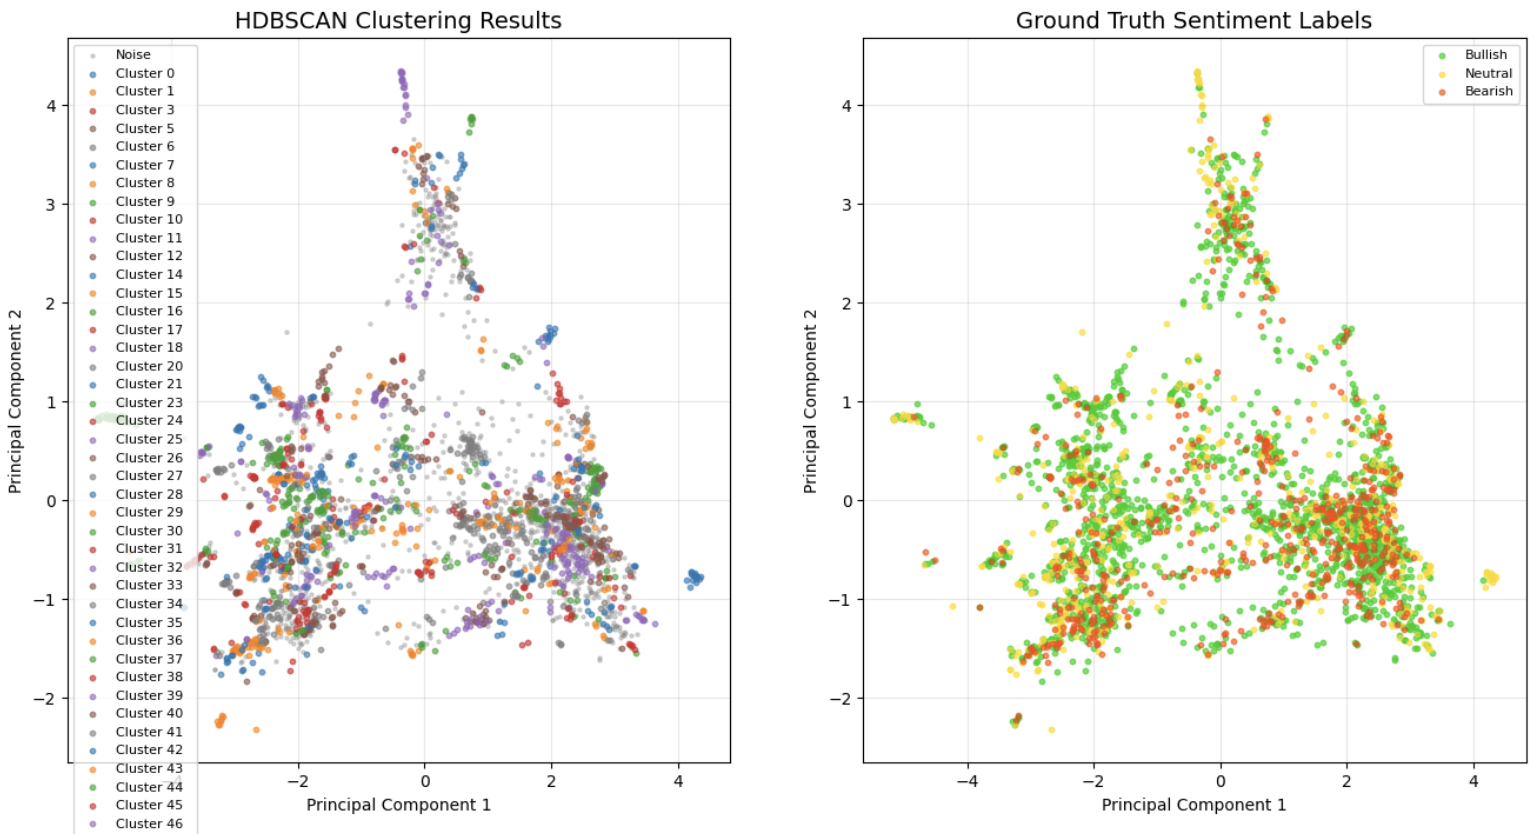 HDBSCAN Clustering Results
Noise
Cluster 0
Cluster 1
Cluster 3
Cluster 5
Cluster 6
Cluster 7
Cluster 8
Cluster 9
Cluster 10
Cluster 11
Cluster 12
Cluster 14
Cluster 15
Cluster 16
Cluster 17
Cluster 18
Cluster 20
Cluster 21
Cluster 23
Cluster 24
Cluster 25
Cluster 26
Cluster 27
Cluster 28
Cluster 29
Cluster 30
Cluster 31
Cluster 32
Cluster 33
Cluster 34
Cluster 35
Cluster 36
Cluster 37
Cluster 38
Cluster 39
Cluster 40
Cluster 41
Cluster 42
Cluster 43
Cluster 44
Cluster 45
Cluster 46
4
3
2
1
0
−1
−2
Principal Component 2
−4 −2 0 2 4
Principal Component 1
Ground Truth Sentiment Labels
Bullish
Neutral
Bearish
4
3
2
1
0
−1
−2
Principal Component 2
−4 −2 0 2 4
Principal Component 1